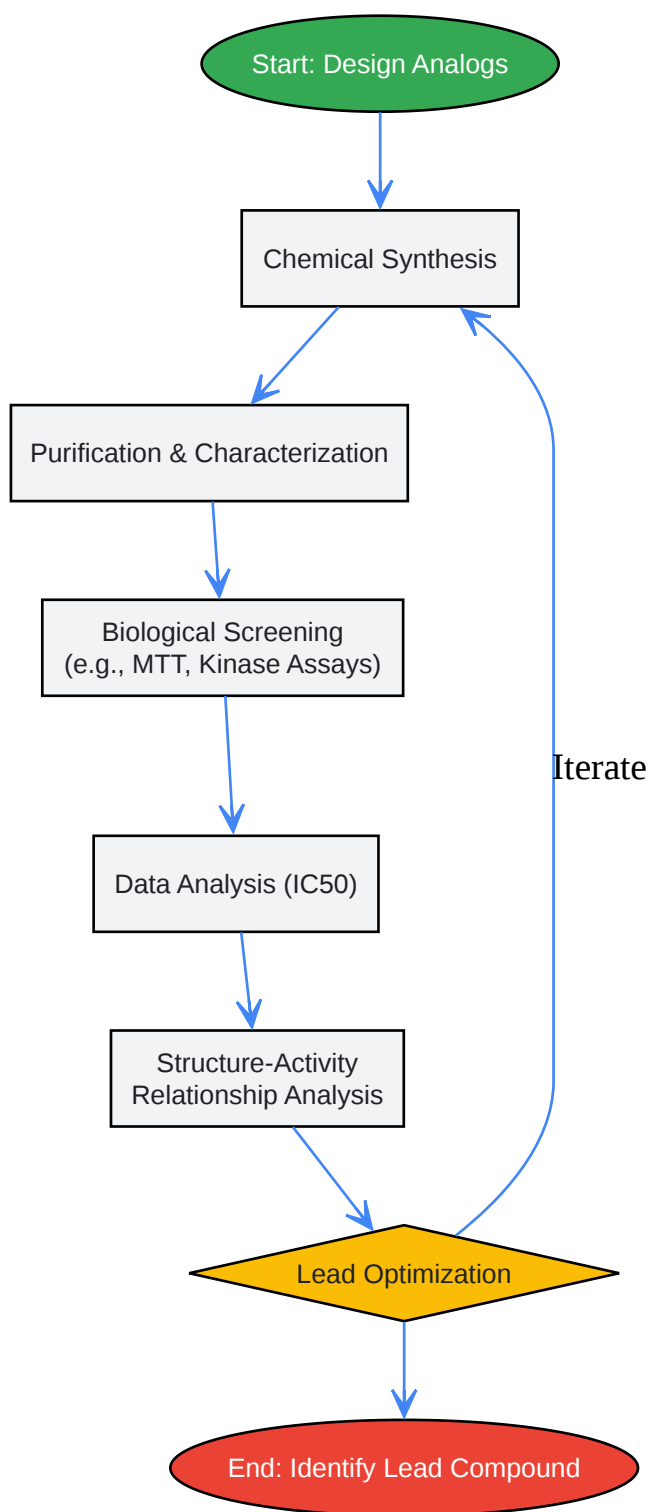 Start: Design Analogs
Chemical Synthesis
Purification & Characterization
Biological Screening
(e.g., MTT, Kinase Assays)
Iterate
Data Analysis (IC50)
Structure-Activity
Relationship Analysis
Lead Optimization
End: Identify Lead Compound